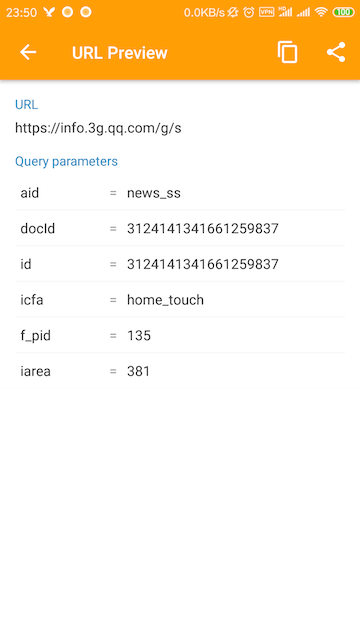 23:50 0.0KB/s VPN 3G 100
URL Preview
URL
https://info.3g.qq.com/g/s
Query parameters
aid = news_ss
docId = 3124141341661259837
id = 3124141341661259837
icfa = home_touch
f_pid = 135
iarea = 381